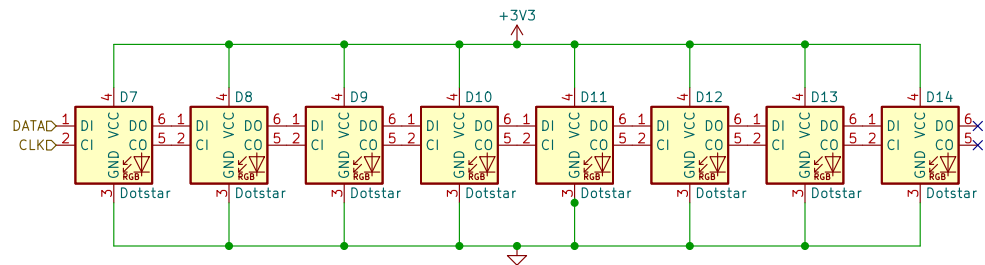 +3V3
4 D7 4 D8 4 D9 4 D10 4 D11 4 D12 4 D13 4 D14
DATA 1 DI VCC DO 6 1 DI VCC DO 6 1 DI VCC DO 6 1 DI VCC DO 6 1 DI VCC DO 6 1 DI VCC DO 6 1 DI VCC DO 6 1 DI VCC DO 6
CLK 2 CI GND CO 5 2 CI GND CO 5 2 CI GND CO 5 2 CI GND CO 5 2 CI GND CO 5 2 CI GND CO 5 2 CI GND CO 5 2 CI GND CO 5
RGB RGB RGB RGB RGB RGB RGB RGB
3 Dotstar 3 Dotstar 3 Dotstar 3 Dotstar 3 Dotstar 3 Dotstar 3 Dotstar 3 Dotstar